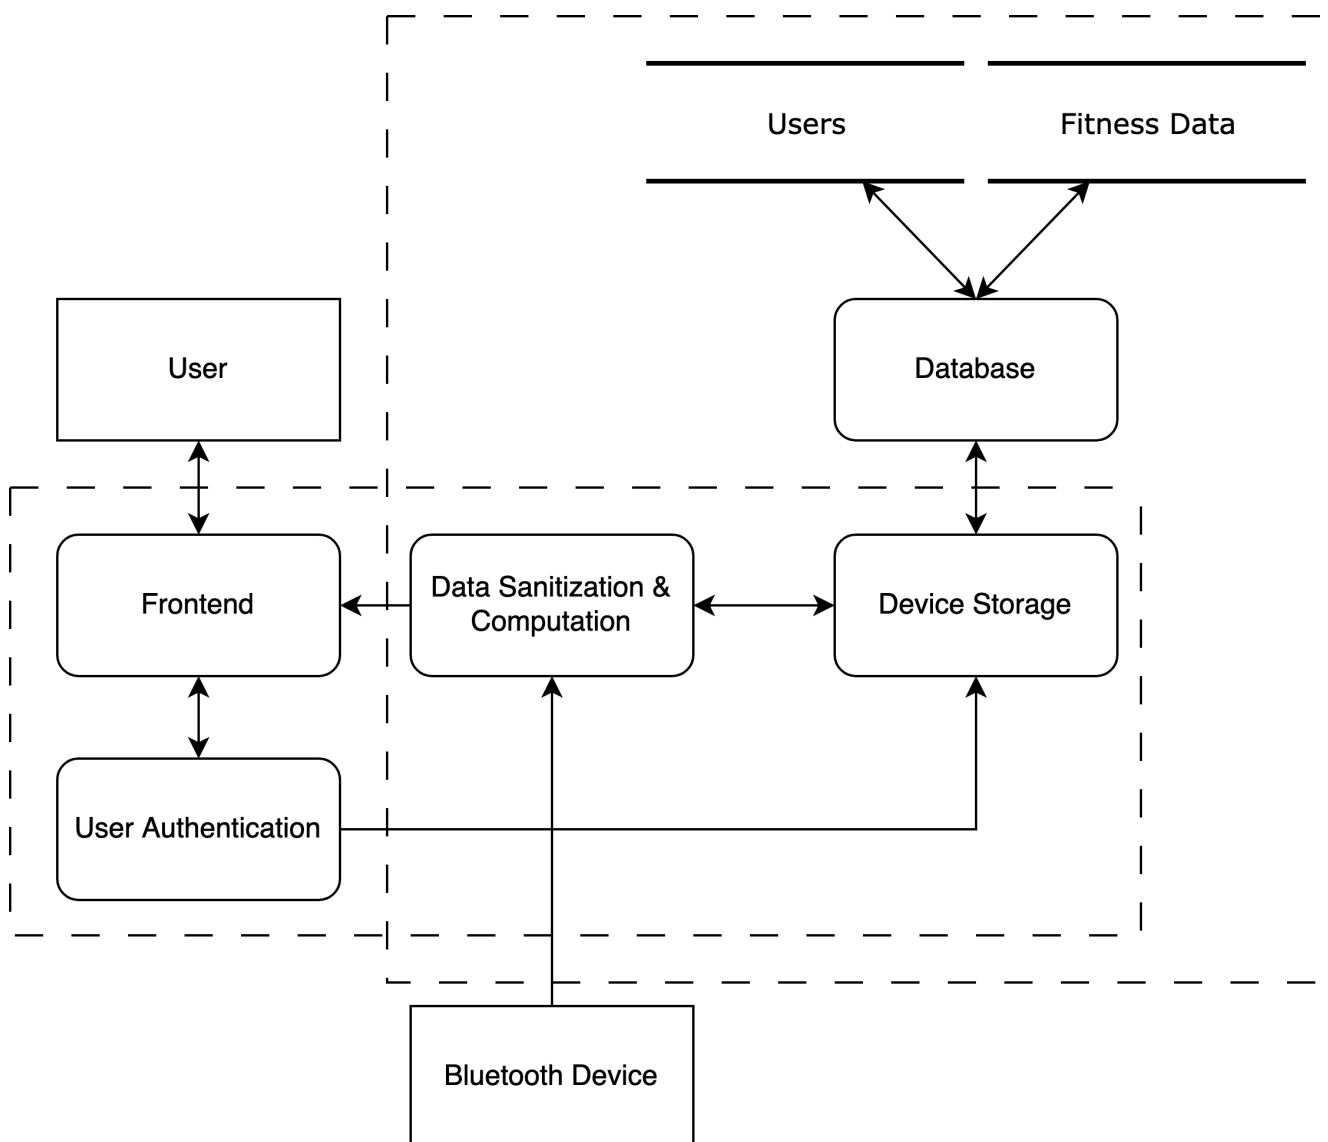 Users
Fitness Data
User
Database
Frontend
Data Sanitization &
Computation
Device Storage
User Authentication
Bluetooth Device